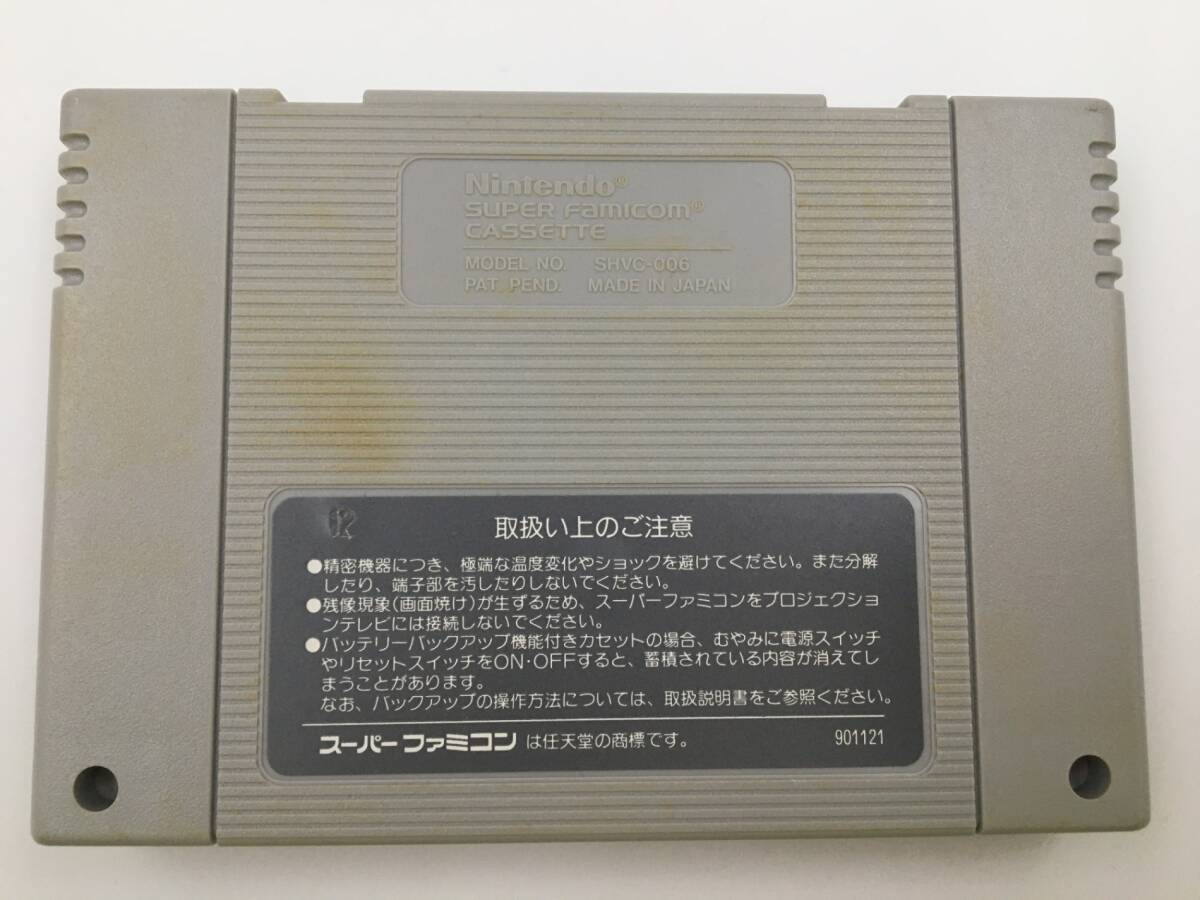 Nintendo®
SUPER FAMICOM®
CASSETTE
MODEL NO. SHVC-006
PAT. PEND. MADE IN JAPAN
12
取扱い上のご注意
●精密機器につき、極端な温度変化やショックを避けてください。また分解
したり、端子部を汚したりしないでください。
●残像現象(画面焼け)が生ずるため、スーパーファミコンをプロジェクショ
ンテレビには接続しないでください。
●バッテリーバックアップ機能付きカセットの場合、むやみに電源スイッチ
やリセットスイッチをON・OFFすると、蓄積されている内容が消えてし
まうことがあります。
なお、バックアップの操作方法については、取扱説明書をご参照ください。
スーパーファミコン は任天堂の商標です。 901121